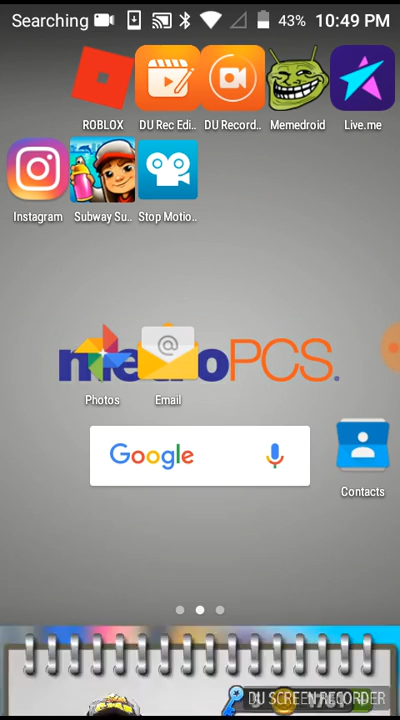 Searching 43% 10:49 PM
ROBLOX DU Rec Edi.. DU Record.. Memedroid Live.me
Instagram Subway Su.. Stop Motio..
PCS.
Photos Email
Google
Contacts
DU SCREEN RECORDER